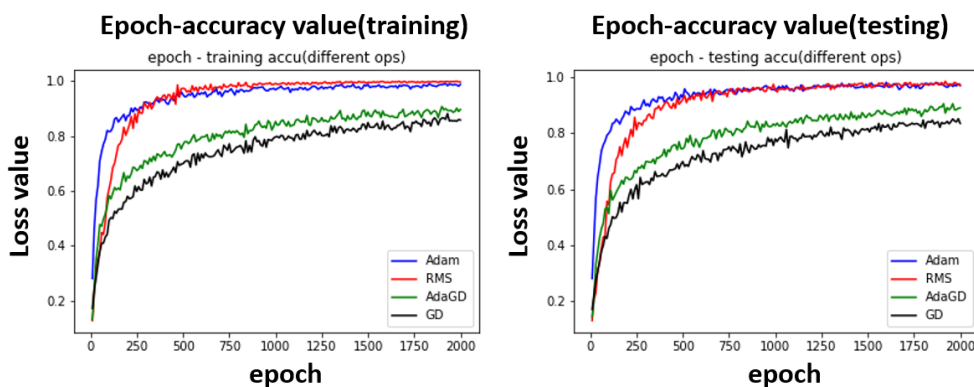 Epoch-accuracy value(training)
epoch - training accu(different ops)
Loss value
1.0
0.8
0.6
0.4
0.2
Adam
RMS
AdaGD
GD
0 250 500 750 1000 1250 1500 1750 2000
epoch
Epoch-accuracy value(testing)
epoch - testing accu(different ops)
Loss value
1.0
0.8
0.6
0.4
0.2
Adam
RMS
AdaGD
GD
0 250 500 750 1000 1250 1500 1750 2000
epoch